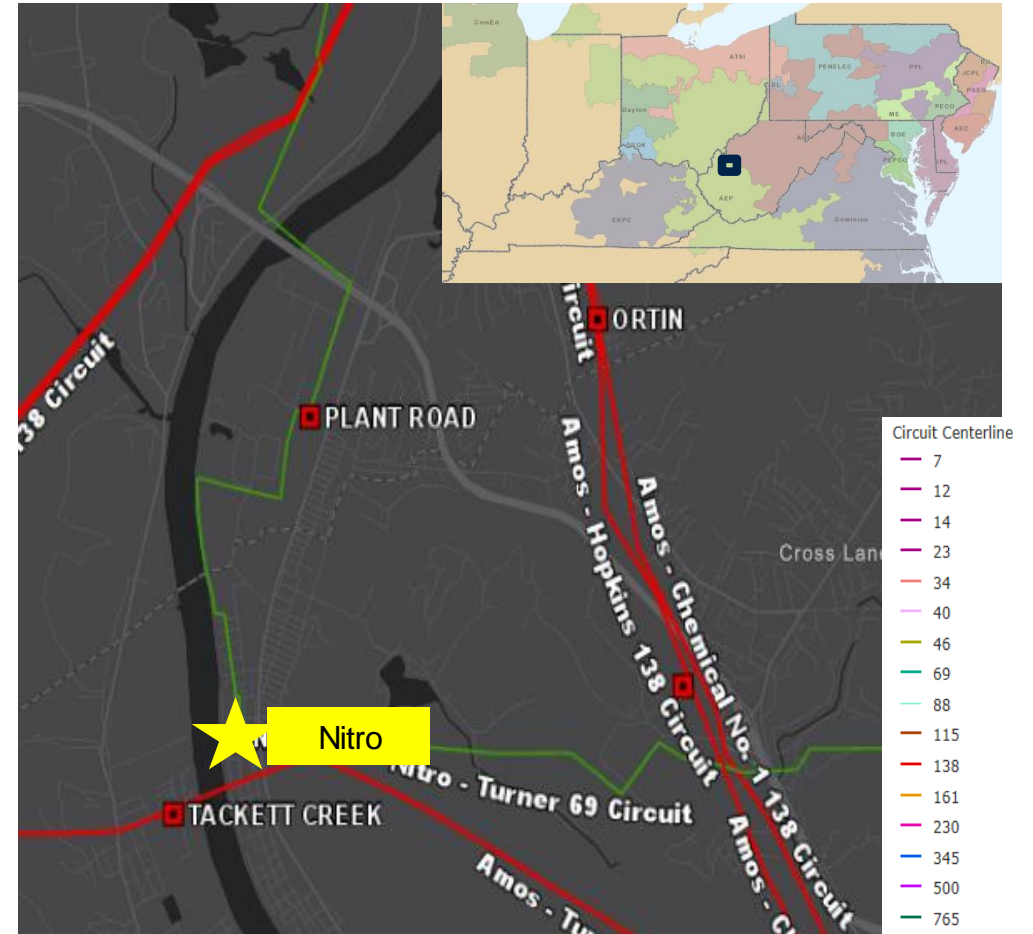 ComEd
ATSI
PENELEC
PPL
JCPL
Dayton
PSEG
ME
PECO
AEC
BGE
PEPCO
AEP
EKPC
Dominion
138 Circuit
Circuit
ORTIN
PLANT ROAD
Circuit Centerline
7
12
14
23
34
40
46
69
88
115
138
161
230
345
500
765
Amos - Hopkins 138 Circuit
Amos - Chemical No. 1 138 Circuit
Cross Lan
Nitro
Nitro - Turner 69 Circuit
TACKETT CREEK
Amos - Tu
Amos - C